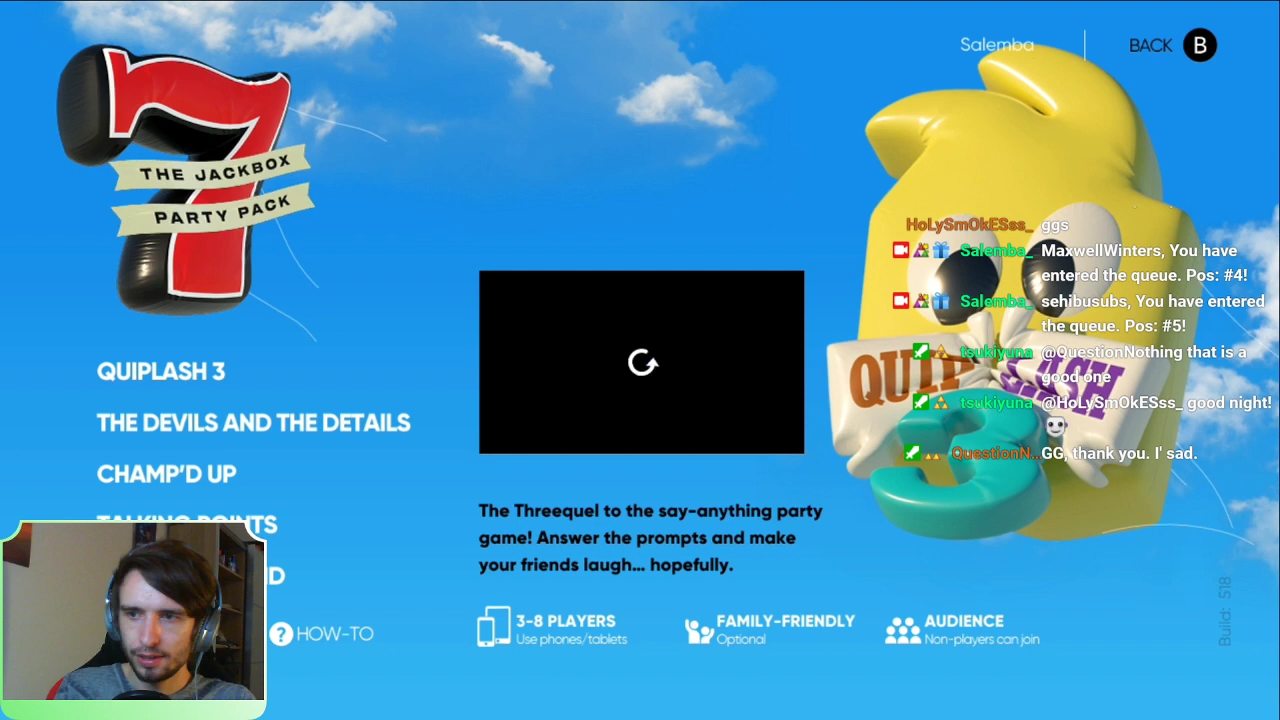 Salemba
BACK B
THE JACKBOX
PARTY PACK
QUIPLASH 3
THE DEVILS AND THE DETAILS
CHAMP'D UP
TALKING POINTS
HoLySmOkESss_ ggs
Salemba_ MaxwellWinters, You have
entered the queue. Pos: #4!
Salemba_ sehibusubs, You have entered
the queue. Pos: #5!
tsukiyuna @QuestionNothing that is a
good one
tsukiyuna @HoLySmOkESss_ good night!
QuestionN... GG, thank you. I' sad.
The Threequel to the say-anything party
game! Answer the prompts and make
your friends laugh... hopefully.
? HOW-TO
3-8 PLAYERS
Use phones/tablets
FAMILY-FRIENDLY
Optional
AUDIENCE
Non-players can join
Build: 518